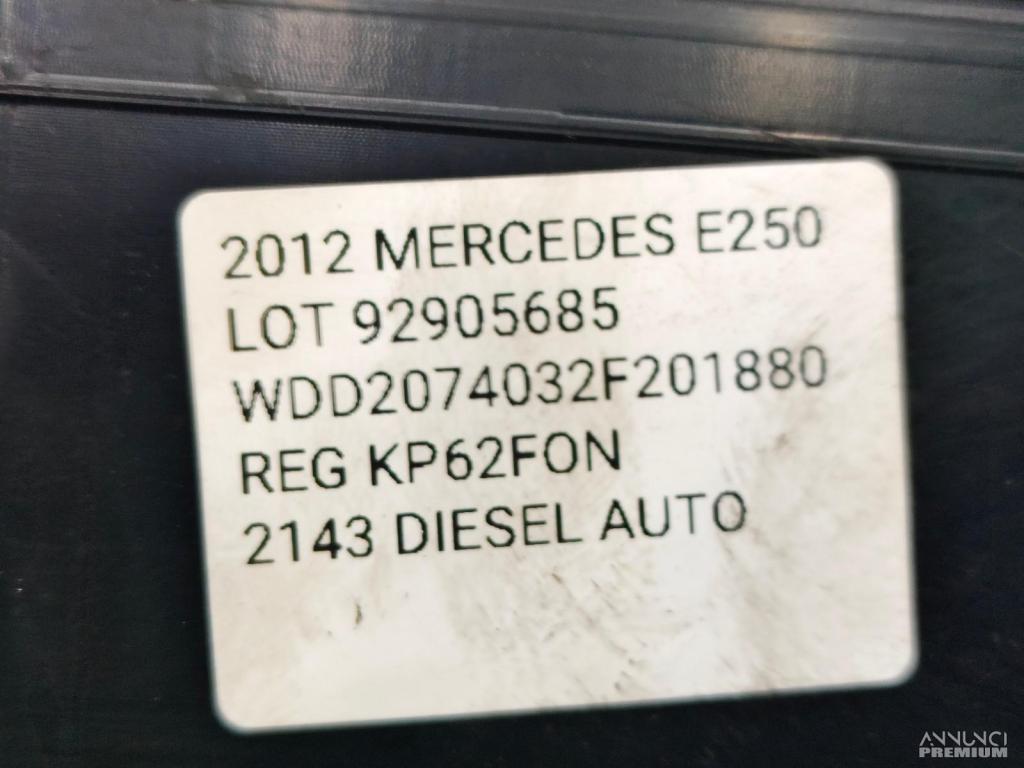 2012 MERCEDES E250
LOT 92905685
WDD2074032F201880
REG KP62FON
2143 DIESEL AUTO
ANNUNCI
PREMIUM